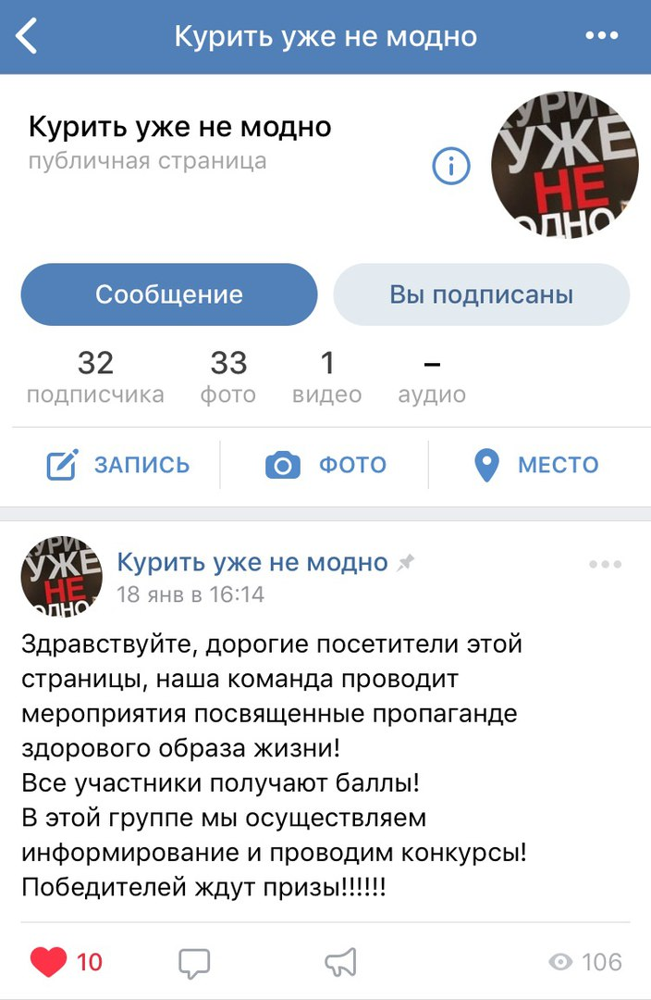 Курить уже не модно
Курить уже не модно
публичная страница
УЖЕ
НЕ
Сообщение
Вы подписаны
32
33
1
–
подписчика
фото
видео
аудио
ЗАПИСЬ
ФОТО
МЕСТО
УЖЕ
НЕ
Курить уже не модно
18 янв в 16:14
Здравствуйте, дорогие посетители этой
страницы, наша команда проводит
мероприятия посвященные пропаганде
здорового образа жизни!
Все участники получают баллы!
В этой группе мы осуществляем
информирование и проводим конкурсы!
Победителей ждут призы!!!!!!
10
106